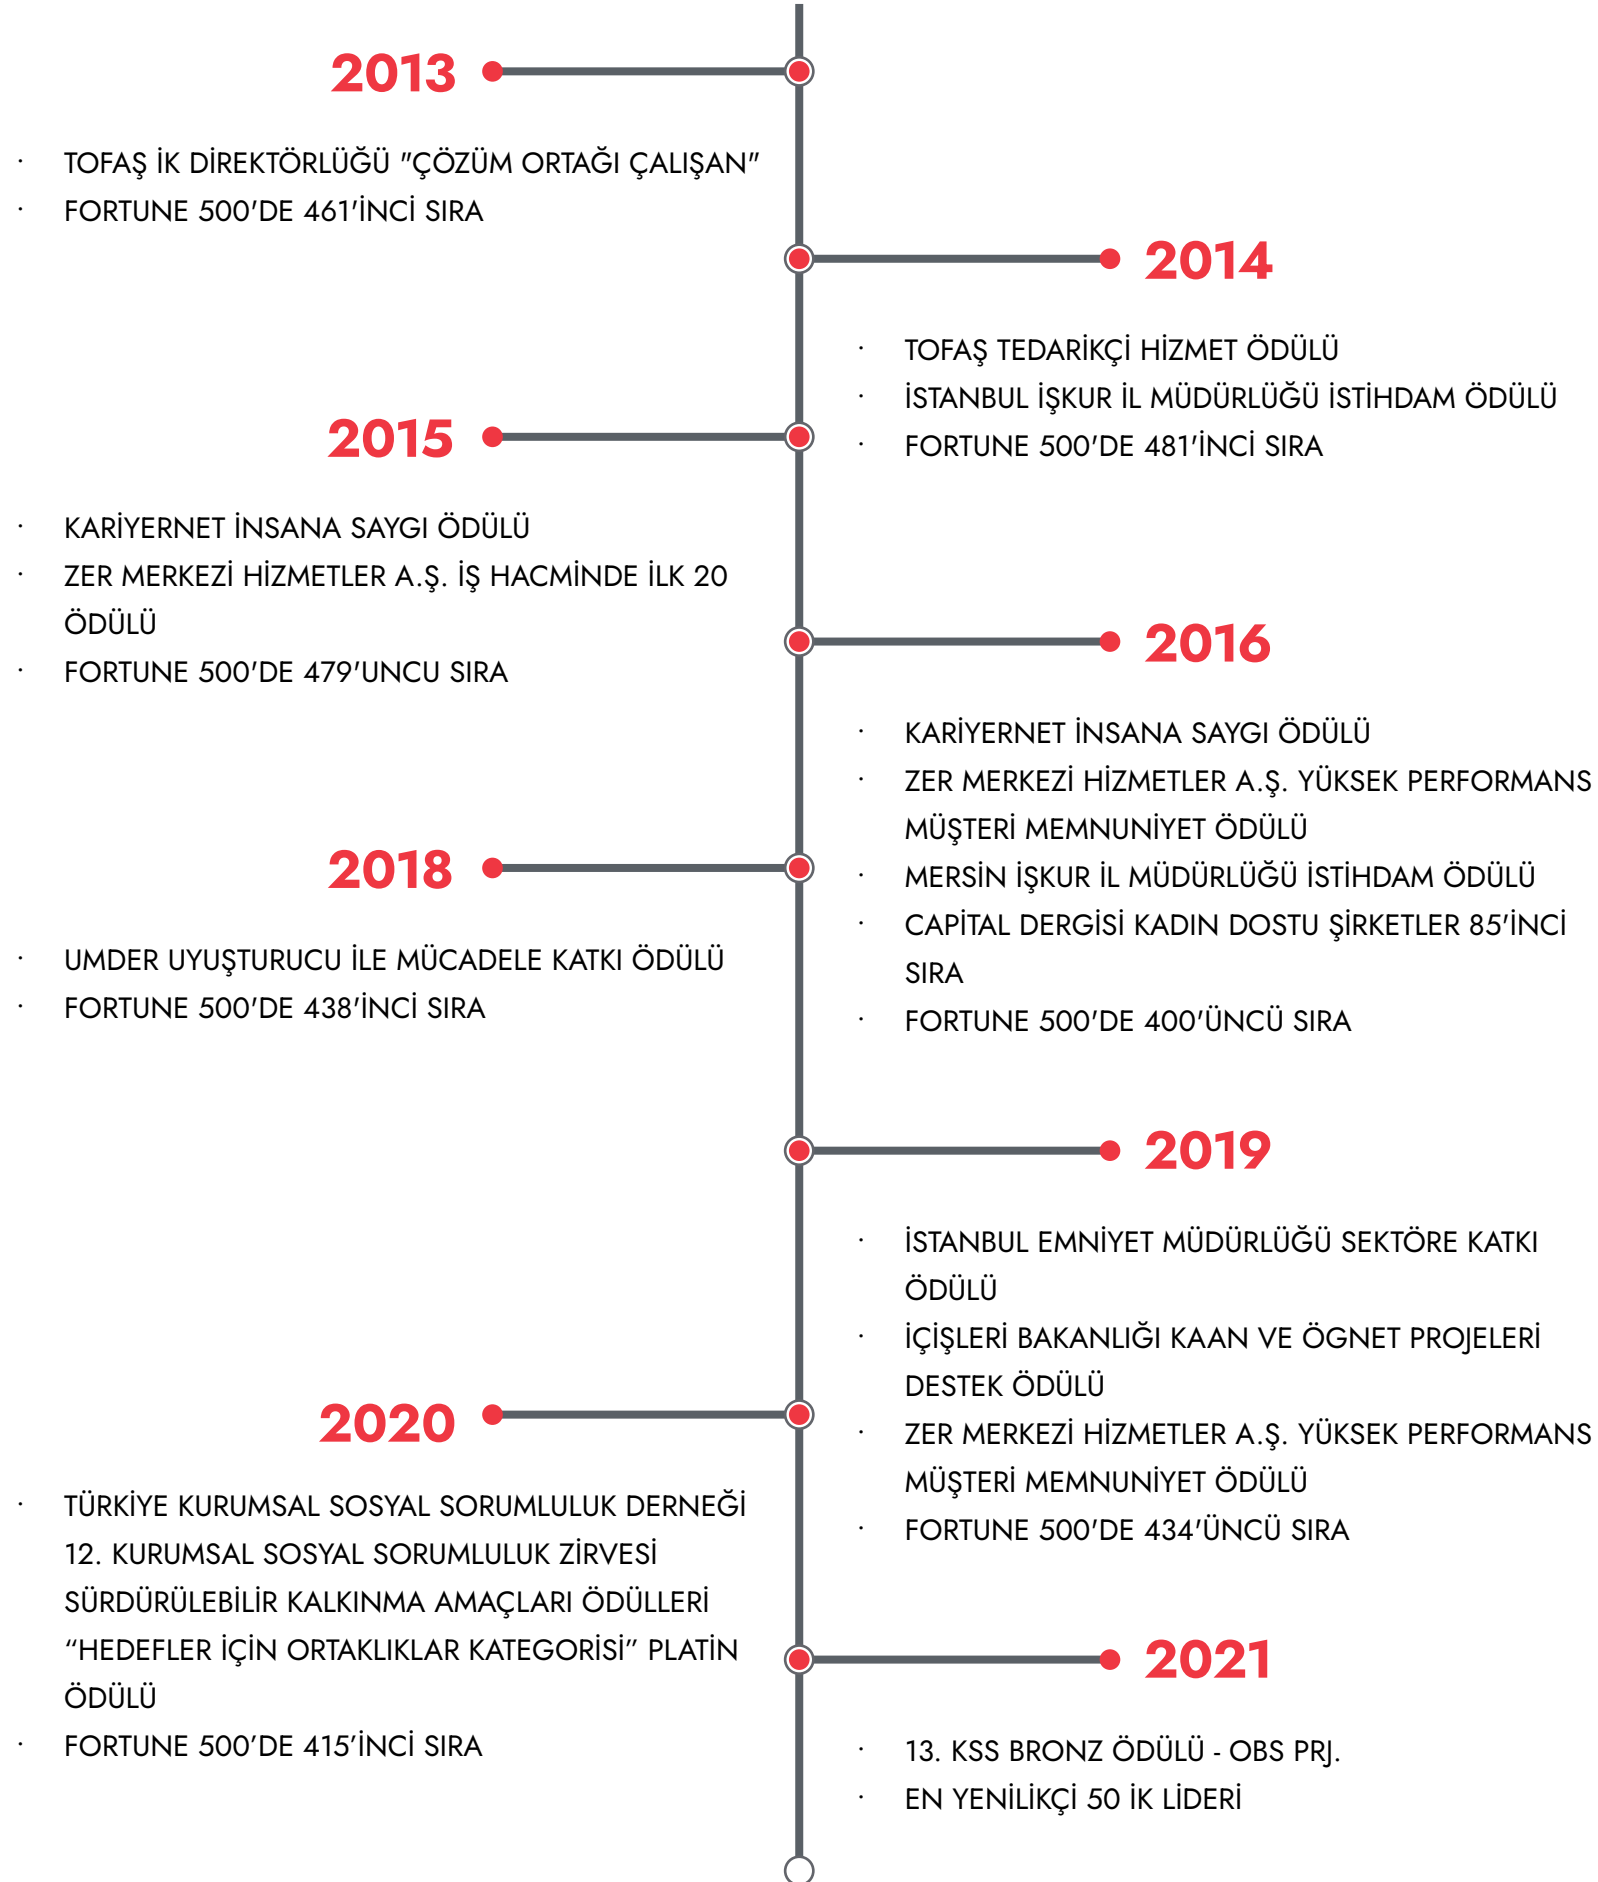 2013
· TOFAŞ İK DİREKTÖRLÜĞÜ "ÇÖZÜM ORTAĞI ÇALIŞAN"
· FORTUNE 500'DE 461'İNCİ SIRA
2014
· TOFAŞ TEDARİKÇİ HİZMET ÖDÜLÜ
· İSTANBUL İŞKUR İL MÜDÜRLÜĞÜ İSTİHDAM ÖDÜLÜ
· FORTUNE 500'DE 481'İNCİ SIRA
2015
· KARİYERNET İNSANA SAYGI ÖDÜLÜ
· ZER MERKEZİ HİZMETLER A.Ş. İŞ HACMİNDE İLK 20
ÖDÜLÜ
· FORTUNE 500'DE 479'UNCU SIRA
2016
· KARİYERNET İNSANA SAYGI ÖDÜLÜ
· ZER MERKEZİ HİZMETLER A.Ş. YÜKSEK PERFORMANS
MÜŞTERİ MEMNUNİYET ÖDÜLÜ
· MERSİN İŞKUR İL MÜDÜRLÜĞÜ İSTİHDAM ÖDÜLÜ
· CAPİTAL DERGİSİ KADIN DOSTU ŞİRKETLER 85'İNCİ
SIRA
· FORTUNE 500'DE 400'ÜNCÜ SIRA
2018
· UMDER UYUŞTURUCU İLE MÜCADELE KATKI ÖDÜLÜ
· FORTUNE 500'DE 438'İNCİ SIRA
2019
· İSTANBUL EMNİYET MÜDÜRLÜĞÜ SEKTÖRE KATKI
ÖDÜLÜ
· İÇİŞLERİ BAKANLIĞI KAAN VE ÖGNET PROJELERİ
DESTEK ÖDÜLÜ
· ZER MERKEZİ HİZMETLER A.Ş. YÜKSEK PERFORMANS
MÜŞTERİ MEMNUNİYET ÖDÜLÜ
· FORTUNE 500'DE 434'ÜNCÜ SIRA
2020
· TÜRKİYE KURUMSAL SOSYAL SORUMLULUK DERNEĞİ
12. KURUMSAL SOSYAL SORUMLULUK ZİRVESİ
SÜRDÜRÜLEBİLİR KALKINMA AMAÇLARI ÖDÜLLERİ
“HEDEFLER İÇİN ORTAKLIKLAR KATEGORİSİ” PLATİN
ÖDÜLÜ
· FORTUNE 500’DE 415’İNCİ SIRA
2021
· 13. KSS BRONZ ÖDÜLÜ - OBS PRJ.
· EN YENİLİKÇİ 50 İK LİDERİ